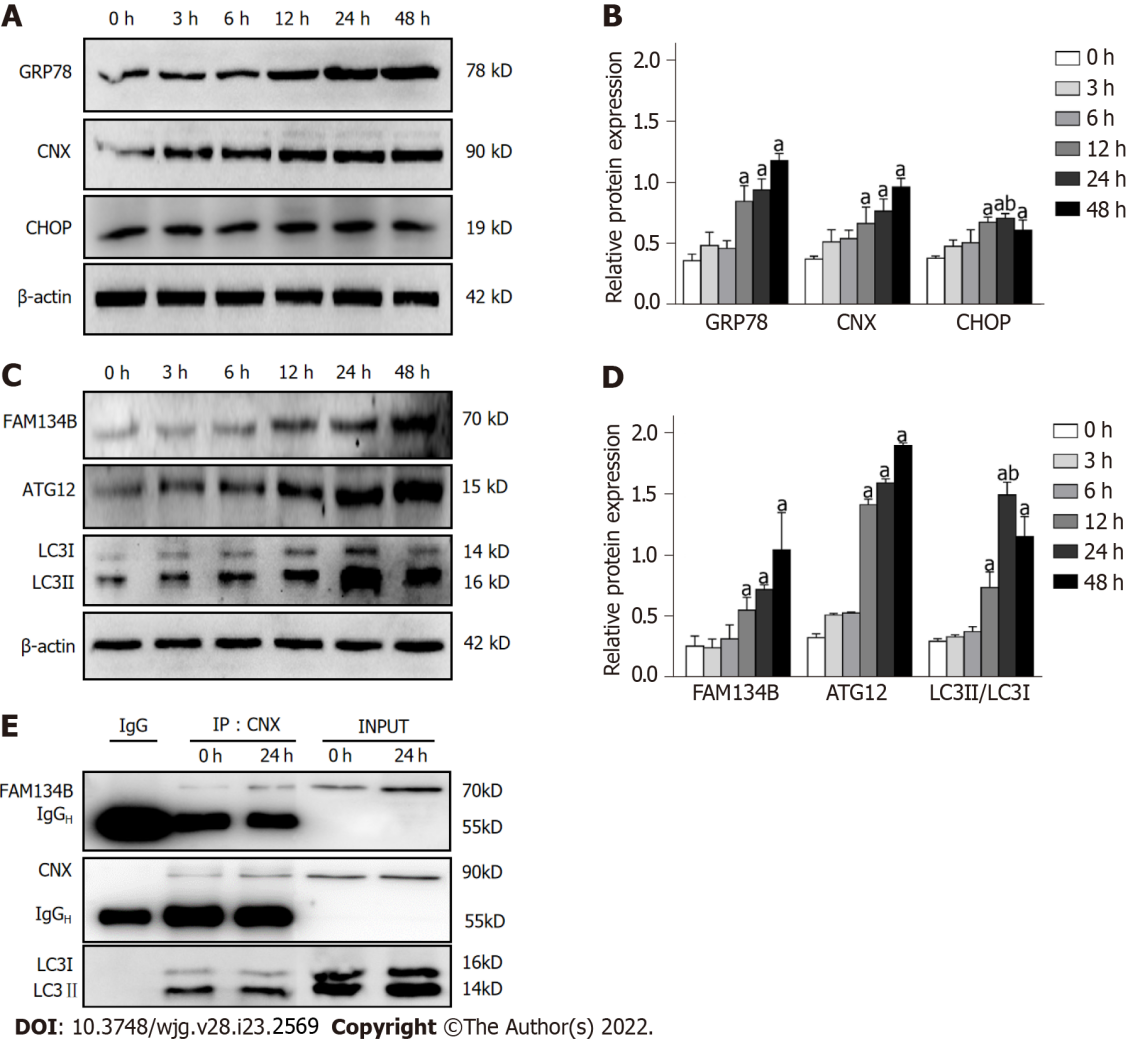 A
0 h 3 h 6 h 12 h 24 h 48 h
GRP78 78 kD
CNX 90 kD
CHOP 19 kD
β-actin 42 kD
B
Relative protein expression
2.0
1.5
1.0
0.5
0.0
a a a
a a a
a ab a
GRP78 CNX CHOP
0 h
3 h
6 h
12 h
24 h
48 h
C
0 h 3 h 6 h 12 h 24 h 48 h
FAM134B 70 kD
ATG12 15 kD
LC3I 14 kD
LC3II 16 kD
β-actin 42 kD
D
Relative protein expression
2.0
1.5
1.0
0.5
0.0
a a a
a a a
a ab a
FAM134B ATG12 LC3II/LC3I
0 h
3 h
6 h
12 h
24 h
48 h
E
IgG IP : CNX INPUT
0 h 24 h 0 h 24 h
FAM134B 70kD
IgGH 55kD
CNX 90kD
IgGH 55kD
LC3I 16kD
LC3Ⅱ 14kD
DOI: 10.3748/wjg.v28.i23.2569 Copyright ©The Author(s) 2022.